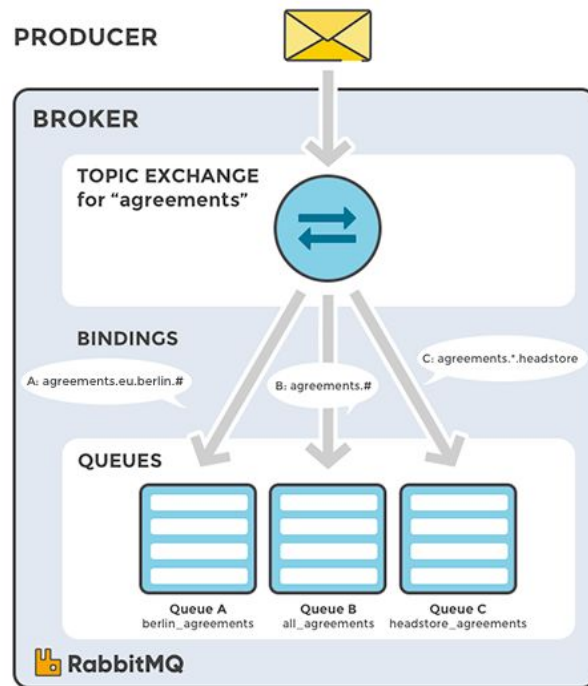 PRODUCER
BROKER
TOPIC EXCHANGE
for “agreements”
BINDINGS
A: agreements.eu.berlin.#
B: agreements.#
C: agreements.*.headstore
QUEUES
Queue A
berlin_agreements
Queue B
all_agreements
Queue C
headstore_agreements
RabbitMQ